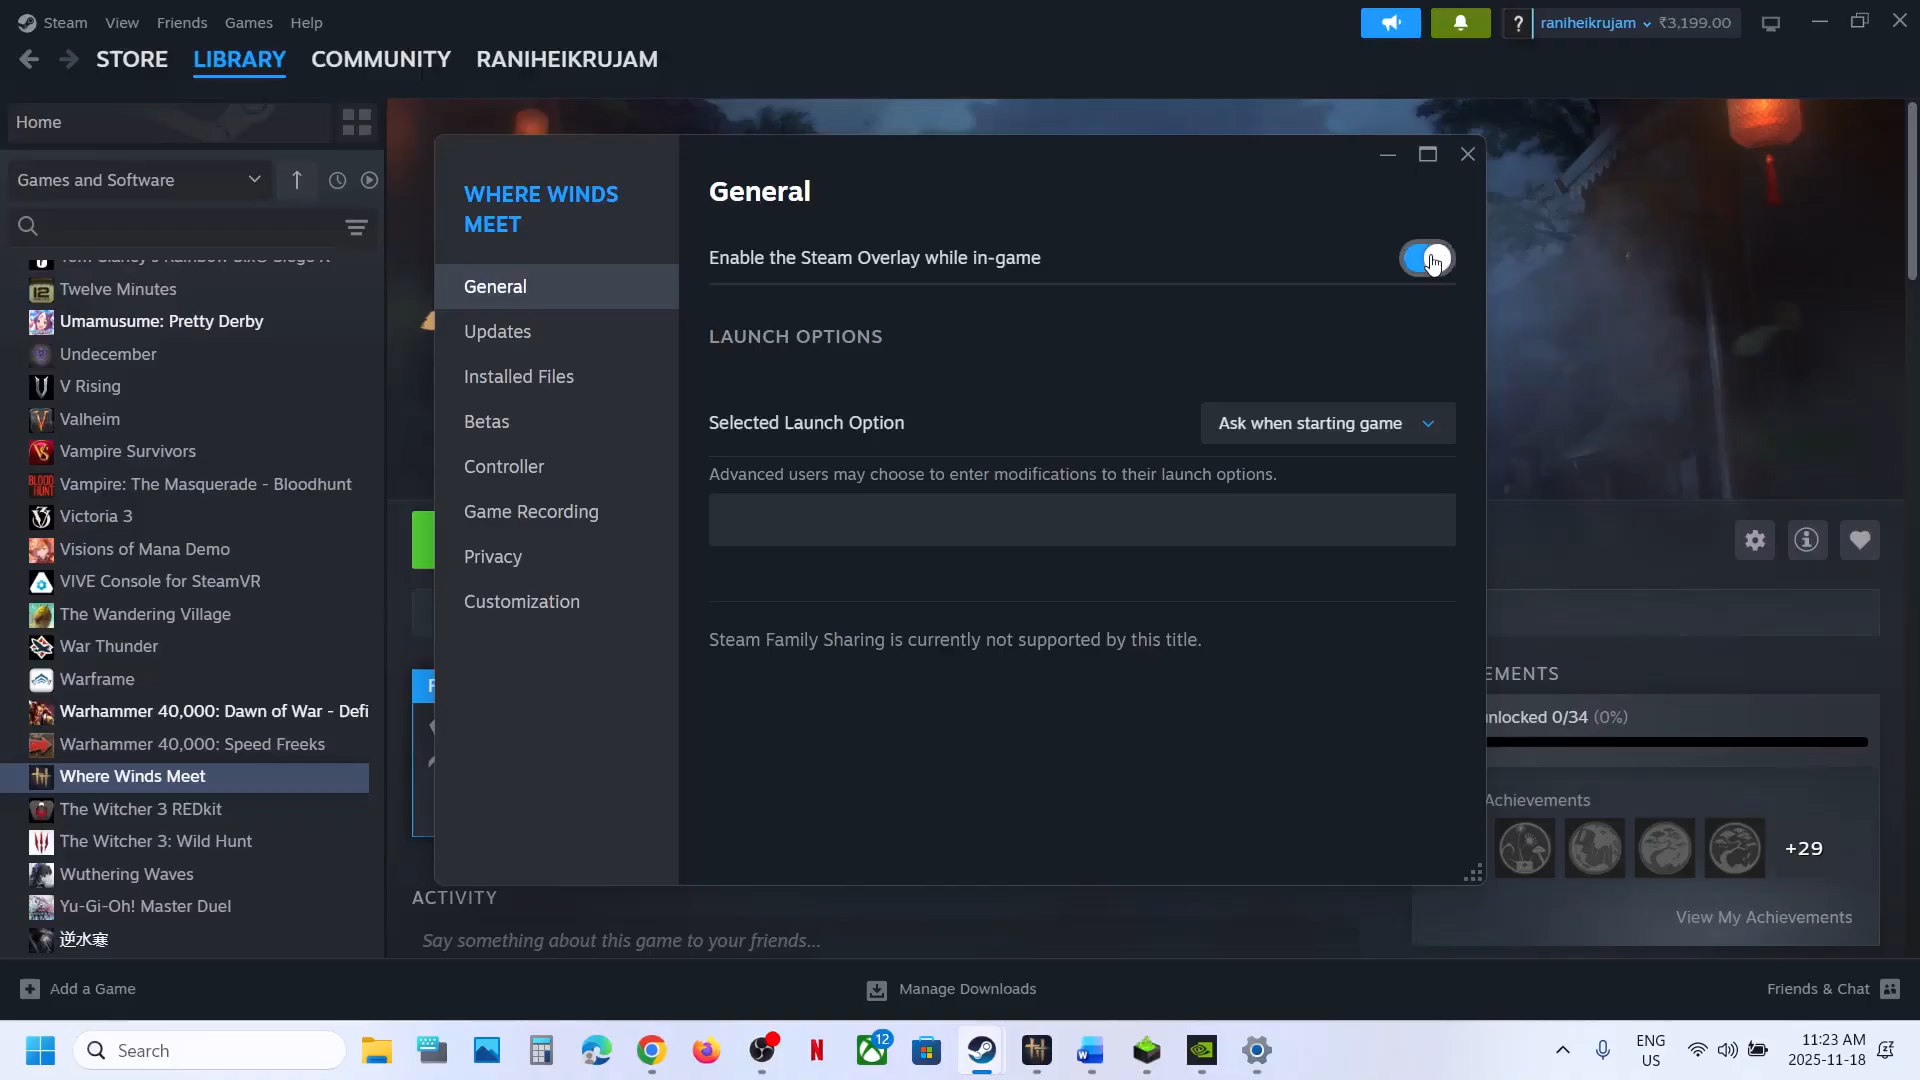 Steam View Friends Games Help
raniheikrujam ₹3,199.00
STORE LIBRARY COMMUNITY RANIHEIKRUJAM
Home
Games and Software
Twelve Minutes
Umamusume: Pretty Derby
Undecember
V Rising
Valheim
Vampire Survivors
Vampire: The Masquerade - Bloodhunt
Victoria 3
Visions of Mana Demo
VIVE Console for SteamVR
The Wandering Village
War Thunder
Warframe
Warhammer 40,000: Dawn of War - Defi
Warhammer 40,000: Speed Freeks
Where Winds Meet
The Witcher 3 REDkit
The Witcher 3: Wild Hunt
Wuthering Waves
Yu-Gi-Oh! Master Duel
逆水寒
WHERE WINDS
MEET
General
Updates
Installed Files
Betas
Controller
Game Recording
Privacy
Customization
General
Enable the Steam Overlay while in-game
LAUNCH OPTIONS
Selected Launch Option Ask when starting game
Advanced users may choose to enter modifications to their launch options.
Steam Family Sharing is currently not supported by this title.
EMENTS
nlocked 0/34 (0%)
Achievements
+29
View My Achievements
ACTIVITY
Say something about this game to your friends...
Add a Game Manage Downloads Friends & Chat
Search
12
ENG
US
11:23 AM
2025-11-18